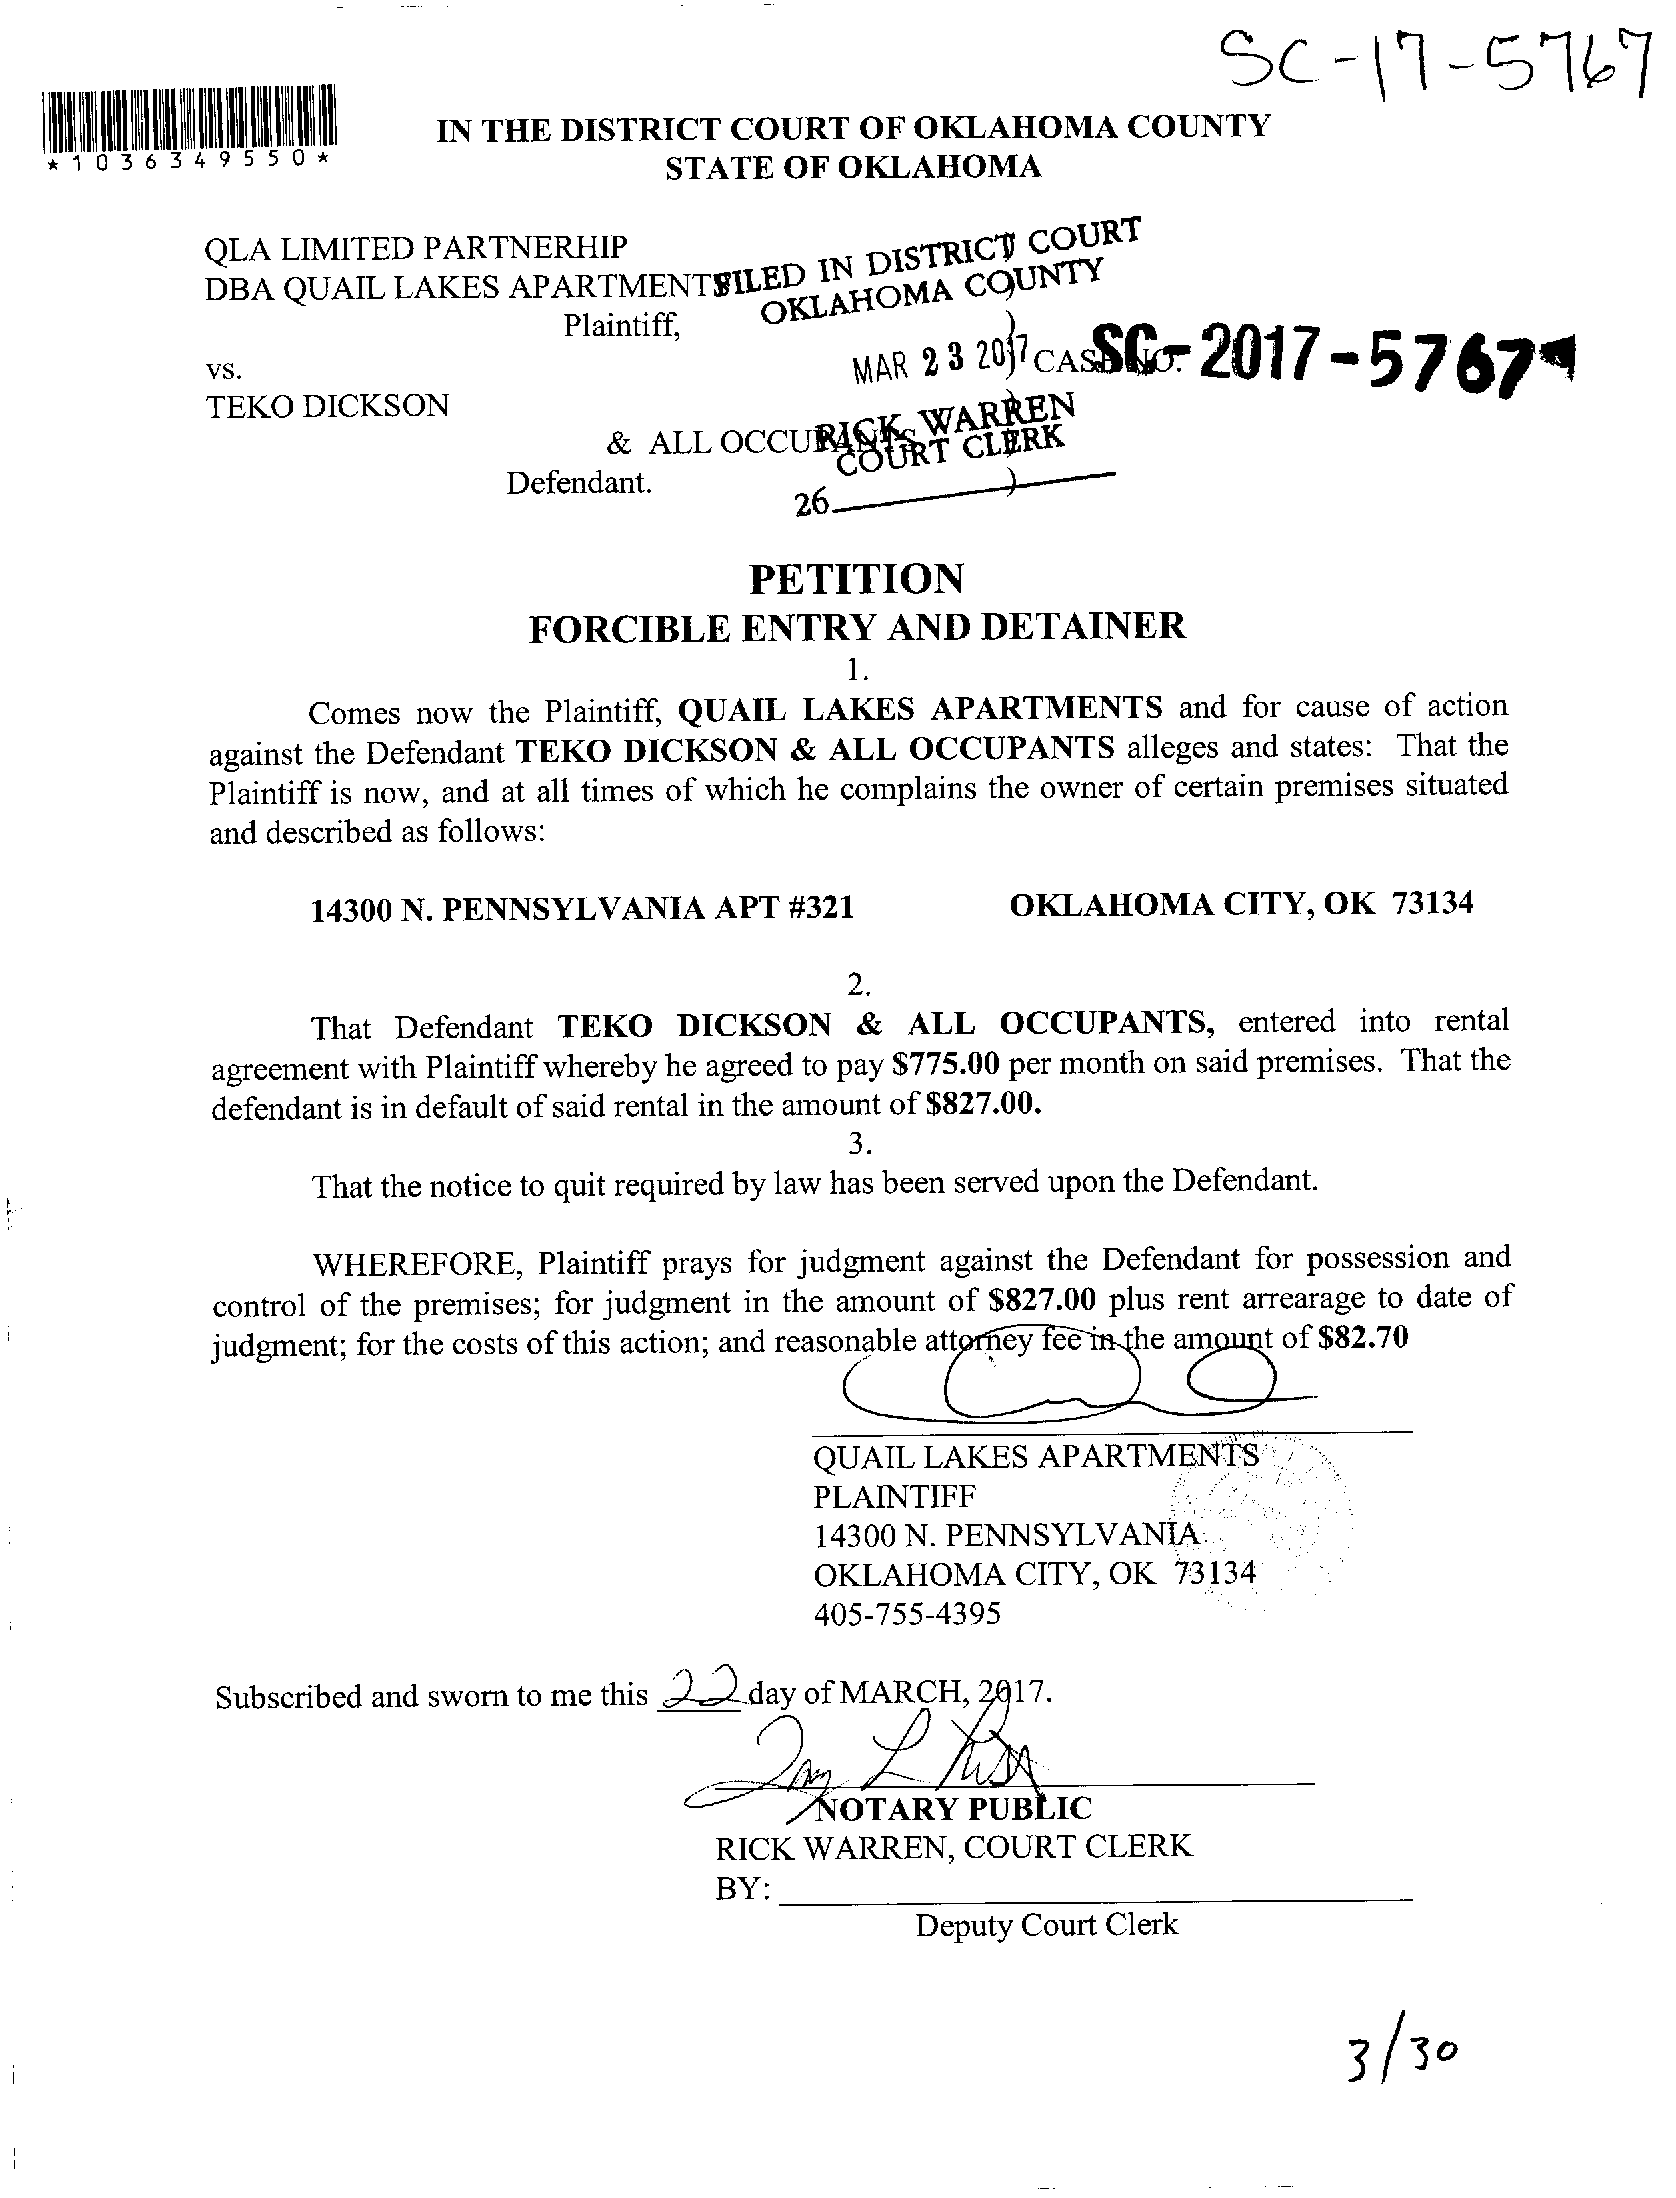 SC-17-5767
*1036349550*
IN THE DISTRICT COURT OF OKLAHOMA COUNTY
STATE OF OKLAHOMA
QLA LIMITED PARTNERHIP
DBA QUAIL LAKES APARTMENTS
Plaintiff,
FILED IN DISTRICT COURT
OKLAHOMA COUNTY
MAR 23 2017
)
CASE NO. SC-2017-5767
vs.
TEKO DICKSON
& ALL OCCUPANTS
RICK WARREN
COURT CLERK
Defendant.
)
26
PETITION
FORCIBLE ENTRY AND DETAINER
1.
Comes now the Plaintiff, QUAIL LAKES APARTMENTS and for cause of action
against the Defendant TEKO DICKSON & ALL OCCUPANTS alleges and states: That the
Plaintiff is now, and at all times of which he complains the owner of certain premises situated
and described as follows:
14300 N. PENNSYLVANIA APT #321 OKLAHOMA CITY, OK 73134
2.
That Defendant TEKO DICKSON & ALL OCCUPANTS, entered into rental
agreement with Plaintiff whereby he agreed to pay $775.00 per month on said premises. That the
defendant is in default of said rental in the amount of $827.00.
3.
That the notice to quit required by law has been served upon the Defendant.
WHEREFORE, Plaintiff prays for judgment against the Defendant for possession and
control of the premises; for judgment in the amount of $827.00 plus rent arrearage to date of
judgment; for the costs of this action; and reasonable attorney fee in the amount of $82.70
QUAIL LAKES APARTMENTS
PLAINTIFF
14300 N. PENNSYLVANIA
OKLAHOMA CITY, OK 73134
405-755-4395
Subscribed and sworn to me this 22 day of MARCH, 2017.
NOTARY PUBLIC
RICK WARREN, COURT CLERK
BY:
Deputy Court Clerk
3/30